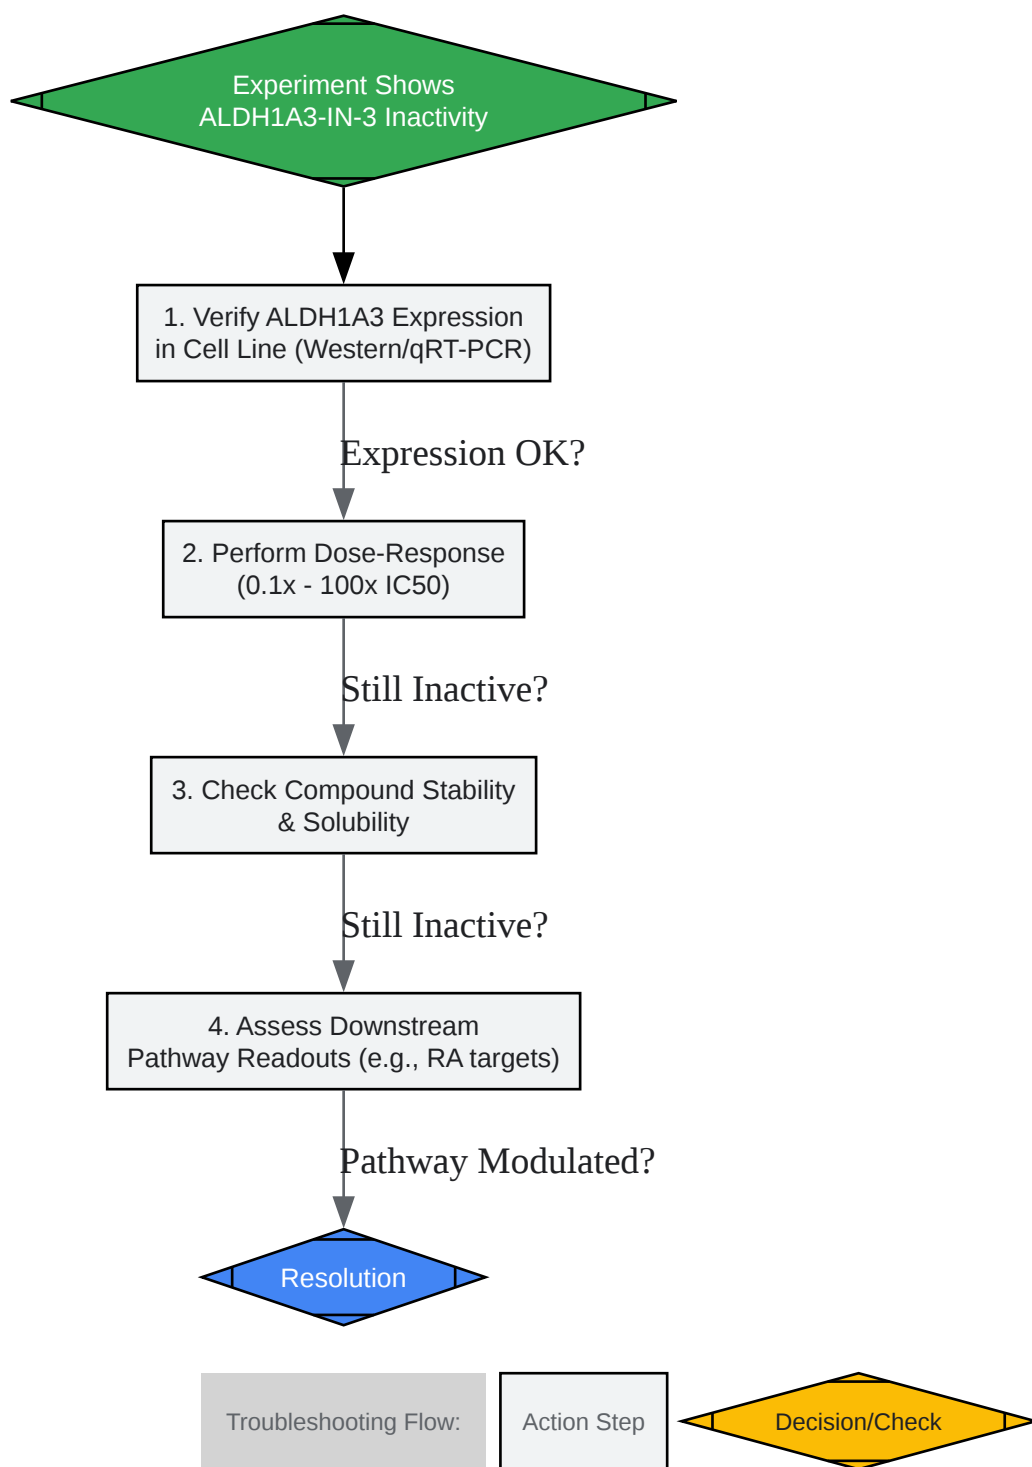 Experiment Shows
ALDH1A3-IN-3 Inactivity
1. Verify ALDH1A3 Expression
in Cell Line (Western/qRT-PCR)
Expression OK?
2. Perform Dose-Response
(0.1x - 100x IC50)
Still Inactive?
3. Check Compound Stability
& Solubility
Still Inactive?
4. Assess Downstream
Pathway Readouts (e.g., RA targets)
Pathway Modulated?
Resolution
Troubleshooting Flow:
Action Step
Decision/Check